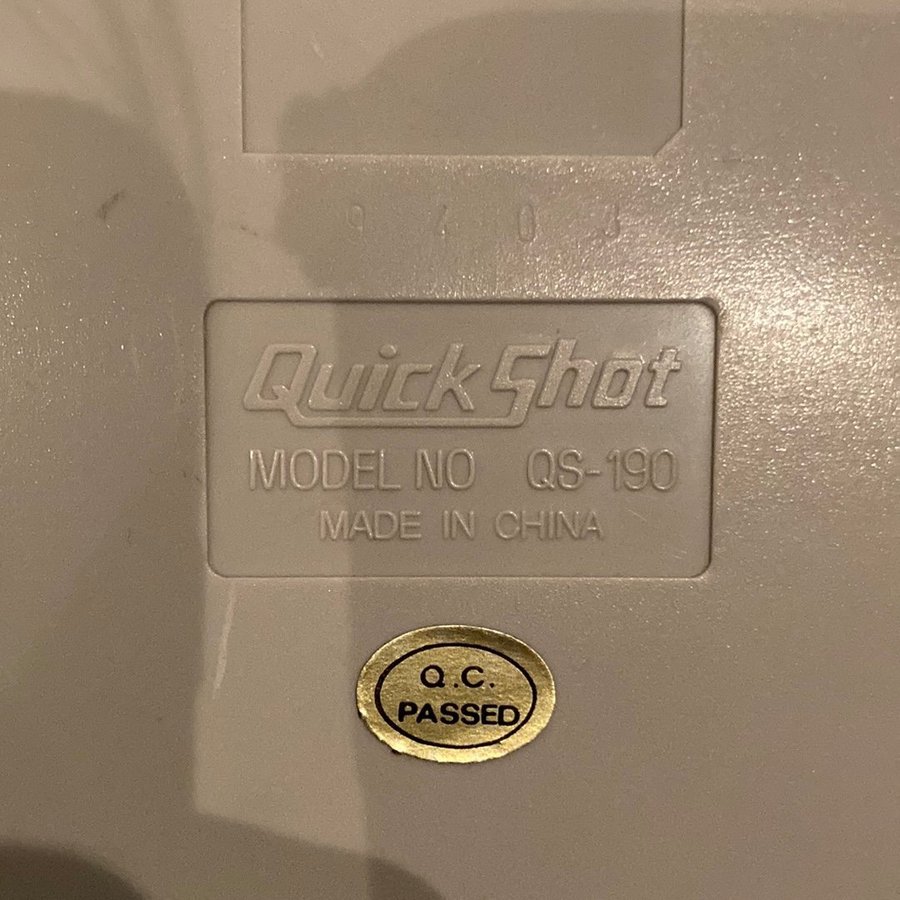 QuickShot
MODEL NO QS-190
MADE IN CHINA
Q.C.
PASSED